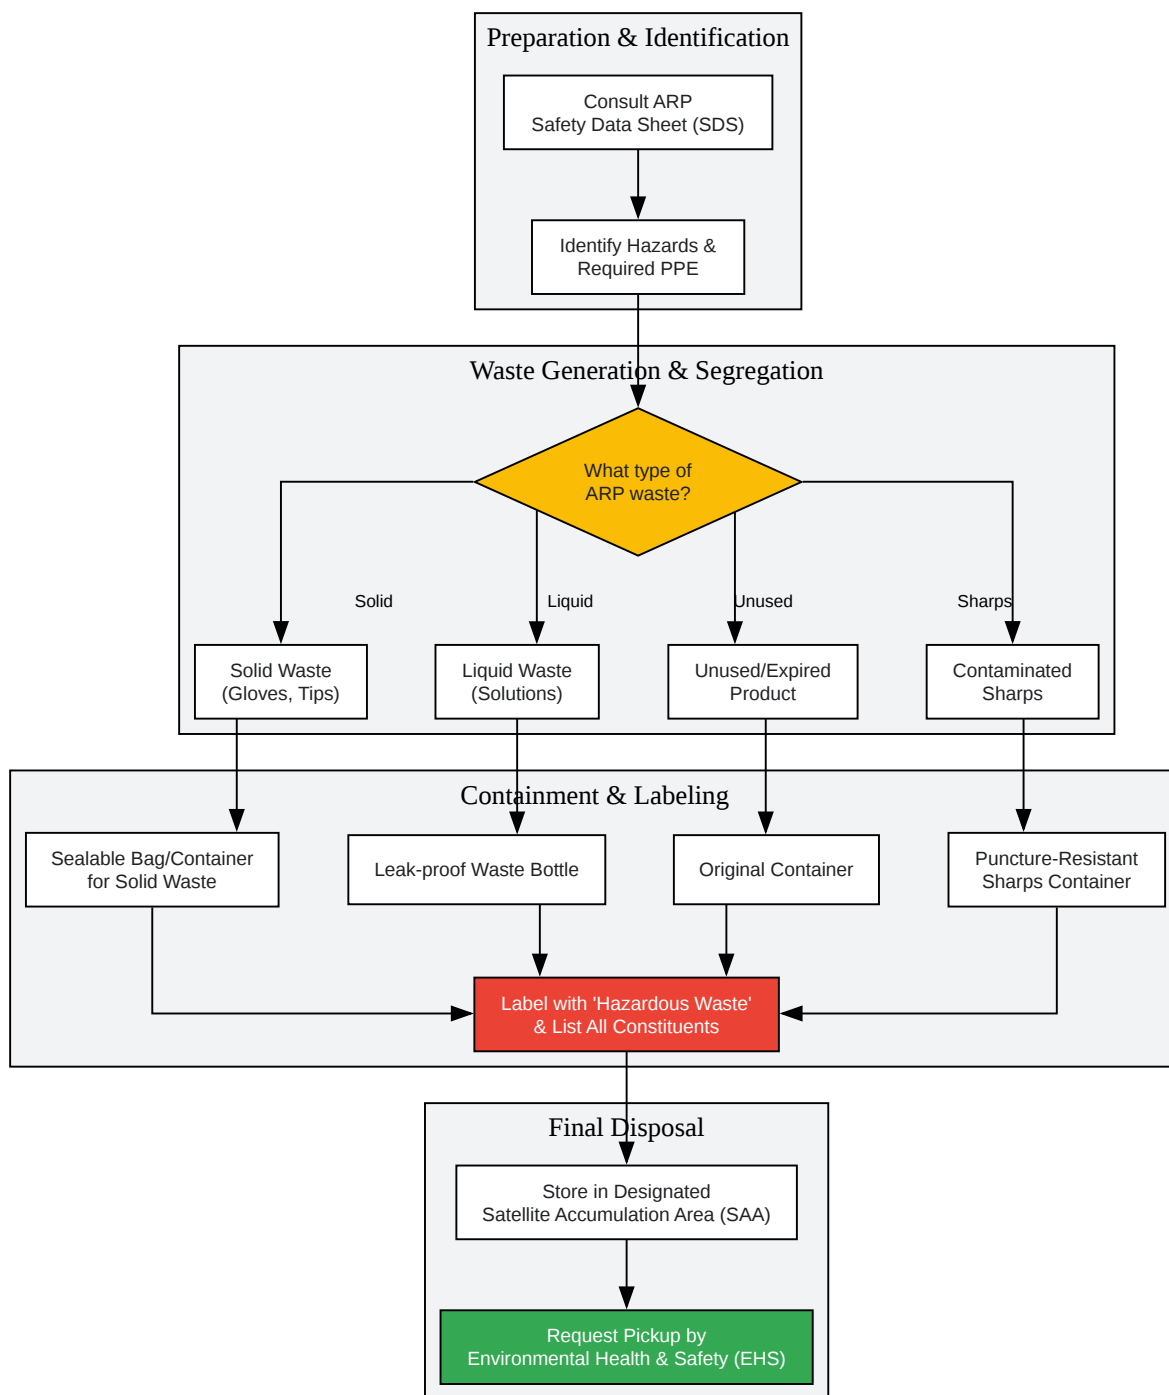 Preparation & Identification
Consult ARP
Safety Data Sheet (SDS)
Identify Hazards &
Required PPE
Waste Generation & Segregation
What type of
ARP waste?
Solid
Liquid
Unused
Sharps
Solid Waste
(Gloves, Tips)
Liquid Waste
(Solutions)
Unused/Expired
Product
Contaminated
Sharps
Containment & Labeling
Sealable Bag/Container
for Solid Waste
Leak-proof Waste Bottle
Original Container
Puncture-Resistant
Sharps Container
Label with 'Hazardous Waste'
& List All Constituents
Final Disposal
Store in Designated
Satellite Accumulation Area (SAA)
Request Pickup by
Environmental Health & Safety (EHS)